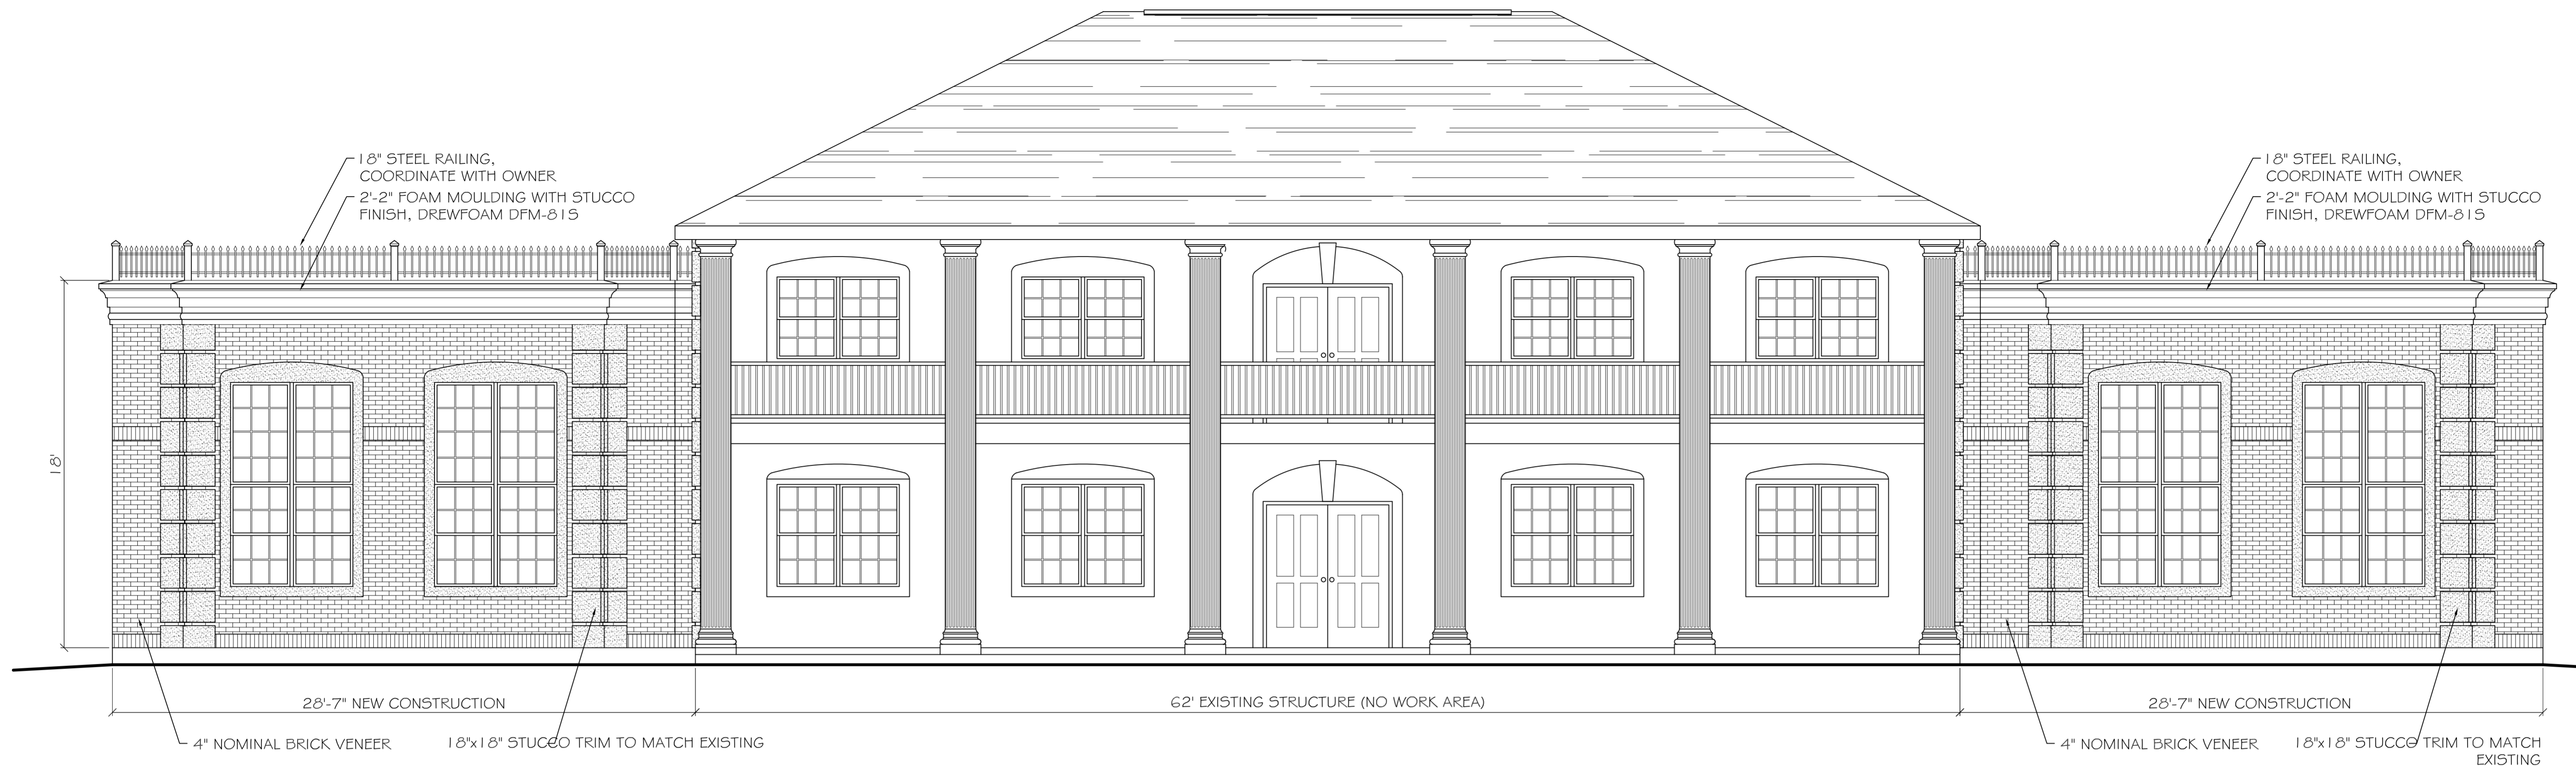 18" STEEL RAILING,
COORDINATE WITH OWNER
2'-2" FOAM MOULDING WITH STUCCO
FINISH, DREWFOAM DFM-81S
18" STEEL RAILING,
COORDINATE WITH OWNER
2'-2" FOAM MOULDING WITH STUCCO
FINISH, DREWFOAM DFM-81S
18'
28'-7" NEW CONSTRUCTION
62' EXISTING STRUCTURE (NO WORK AREA)
28'-7" NEW CONSTRUCTION
4" NOMINAL BRICK VENEER
18"x18" STUCCO TRIM TO MATCH EXISTING
4" NOMINAL BRICK VENEER
18"x18" STUCCO TRIM TO MATCH
EXISTING